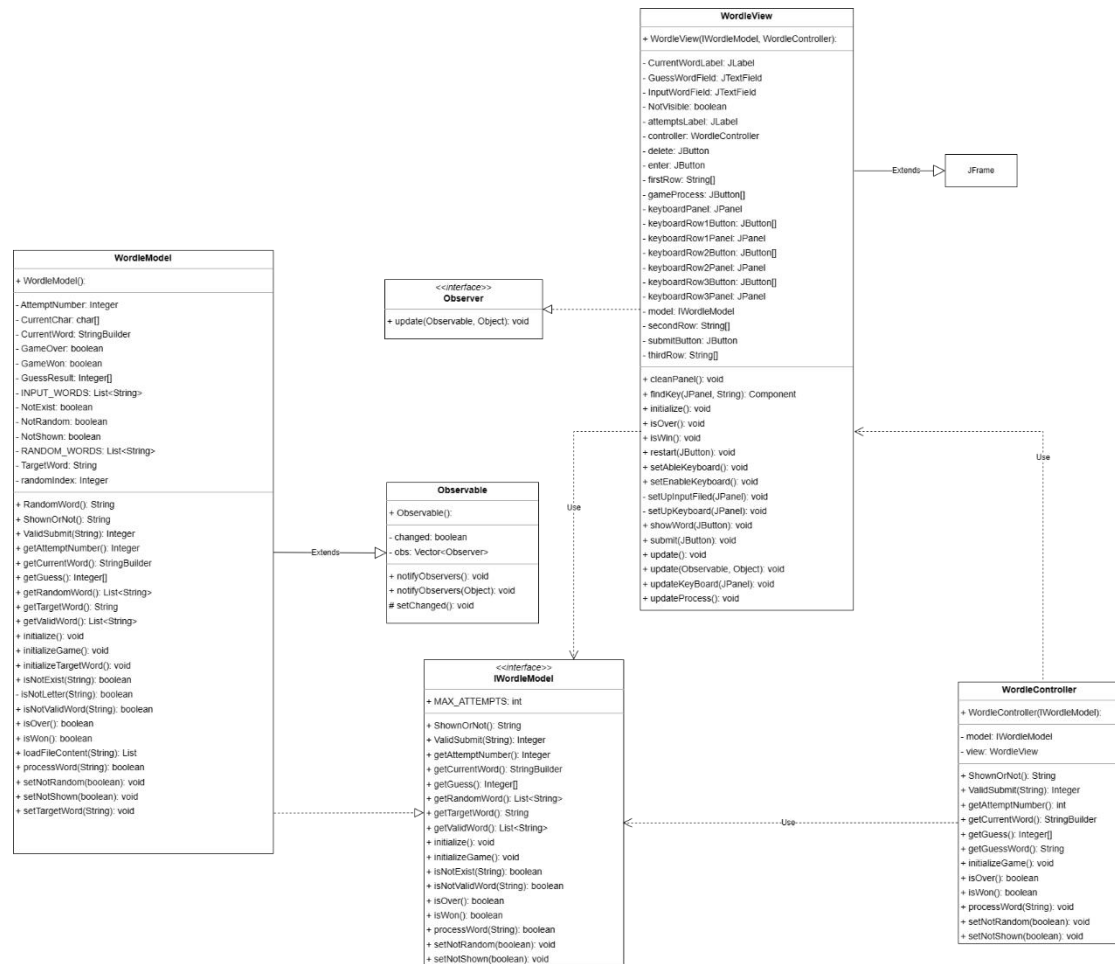 WordleView
+ WordleView(IWordleModel, WordleController):
- CurrentWordLabel: JLabel
- GuessWordField: JTextField
- InputWordField: JTextField
- NotVisible: boolean
- attemptsLabel: JLabel
- controller: WordleController
- delete: JButton
- enter: JButton
- firstRow: String[]
- gameProcess: JButton[]
- keyboardPanel: JPanel
- keyboardRow1Button: JButton[]
- keyboardRow1Panel: JPanel
- keyboardRow2Button: JButton[]
- keyboardRow2Panel: JPanel
- keyboardRow3Button: JButton[]
- keyboardRow3Panel: JPanel
- model: IWordleModel
- secondRow: String[]
- submitButton: JButton
- thirdRow: String[]
+ cleanPanel(): void
+ findKey(JPanel, String): Component
+ initialize(): void
+ isOver(): void
+ isWin(): void
+ restart(JButton): void
+ setAbleKeyboard(): void
+ setEnableKeyboard(): void
- setUpInputFiled(JPanel): void
- setUpKeyboard(JPanel): void
+ showWord(JButton): void
+ submit(JButton): void
+ update(): void
+ update(Observable, Object): void
+ updateKeyBoard(JPanel): void
+ updateProcess(): void
Extends
JFrame
WordleModel
+ WordleModel():
- AttemptNumber: Integer
- CurrentChar: char[]
- CurrentWord: StringBuilder
- GameOver: boolean
- GameWon: boolean
- GuessResult: Integer[]
- INPUT_WORDS: List<String>
- NotExist: boolean
- NotRandom: boolean
- NotShown: boolean
- RANDOM_WORDS: List<String>
- TargetWord: String
- randomIndex: Integer
+ RandomWord(): String
+ ShownOrNot(): String
+ ValidSubmit(String): Integer
+ getAttemptNumber(): Integer
+ getCurrentWord(): StringBuilder
+ getGuess(): Integer[]
+ getRandomWord(): List<String>
+ getTargetWord(): String
+ getValidWord(): List<String>
+ initialize(): void
+ initializeGame(): void
+ initializeTargetWord(): void
+ isNotExist(String): boolean
- isNotLetter(String): boolean
+ isNotValidWord(String): boolean
+ isOver(): boolean
+ isWon(): boolean
+ loadFileContent(String): List
+ processWord(String): boolean
+ setNotRandom(boolean): void
+ setNotShown(boolean): void
+ setTargetWord(String): void
<<interface>>
Observer
+ update(Observable, Object): void
Extends
Observable
+ Observable():
- changed: boolean
- obs: Vector<Observer>
+ notifyObservers(): void
+ notifyObservers(Object): void
# setChanged(): void
Use
Use
<<interface>>
IWordleModel
+ MAX_ATTEMPTS: int
+ ShownOrNot(): String
+ ValidSubmit(String): Integer
+ getAttemptNumber(): Integer
+ getCurrentWord(): StringBuilder
+ getGuess(): Integer[]
+ getRandomWord(): List<String>
+ getTargetWord(): String
+ getValidWord(): List<String>
+ initialize(): void
+ initializeGame(): void
+ isNotExist(String): boolean
+ isNotValidWord(String): boolean
+ isOver(): boolean
+ isWon(): boolean
+ processWord(String): boolean
+ setNotRandom(boolean): void
+ setNotShown(boolean): void
Use
WordleController
+ WordleController(IWordleModel):
- model: IWordleModel
- view: WordleView
+ ShownOrNot(): String
+ ValidSubmit(String): Integer
+ getAttemptNumber(): int
+ getCurrentWord(): StringBuilder
+ getGuess(): Integer[]
+ getGuessWord(): String
+ initializeGame(): void
+ isOver(): boolean
+ isWon(): boolean
+ processWord(String): void
+ setNotRandom(boolean): void
+ setNotShown(boolean): void